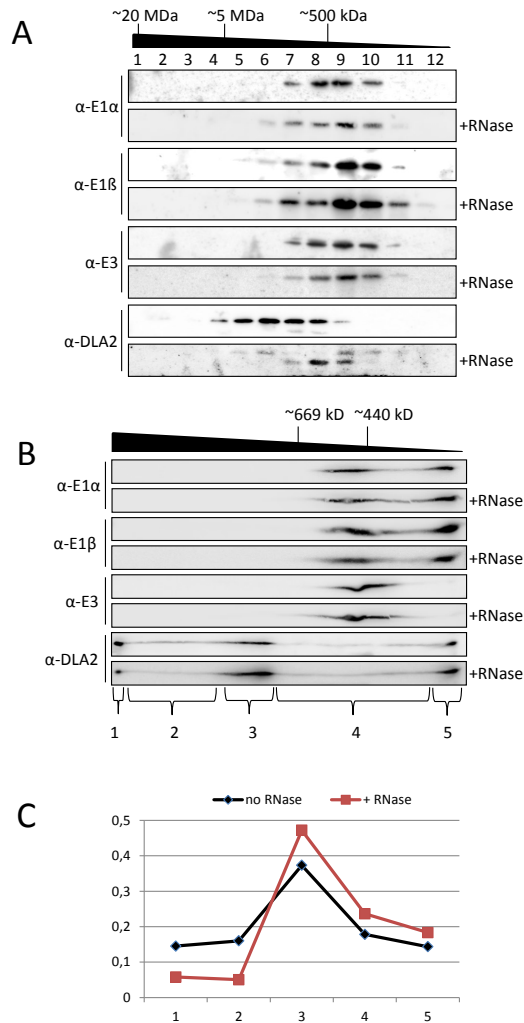 A
~20 MDa ~5 MDa ~500 kDa
1 2 3 4 5 6 7 8 9 10 11 12
α-E1α
+RNase
α-E1ß
+RNase
α-E3
+RNase
α-DLA2
+RNase
B
~669 kD ~440 kD
α-E1α
+RNase
α-E1β
+RNase
α-E3
+RNase
α-DLA2
+RNase
1 2 3 4 5
C
no RNase + RNase
0,5
0,4
0,3
0,2
0,1
0
1 2 3 4 5